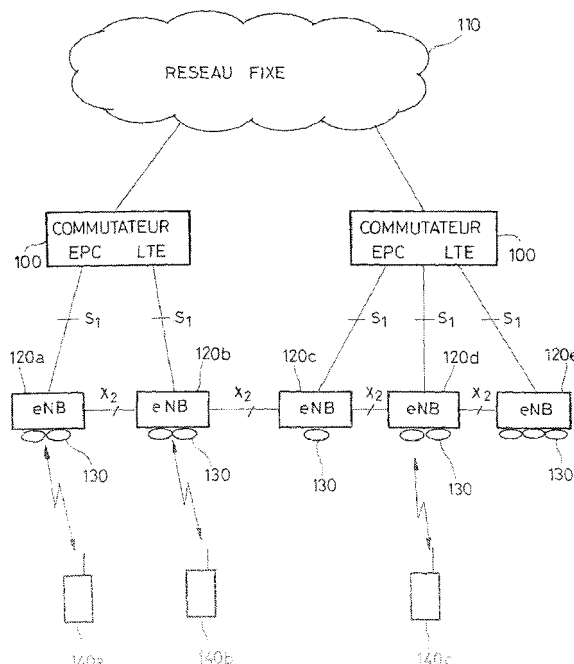 110
RESEAU FIXE
COMMUTATEUR
EPC LTE
100
COMMUTATEUR
EPC LTE
100
S1
S1
S1
S1
S1
120a
120b
120c
120d
120e
eNB
X2
eNB
X2
eNB
X2
eNB
X2
eNB
130
130
130
130
130
140a
140b
140c